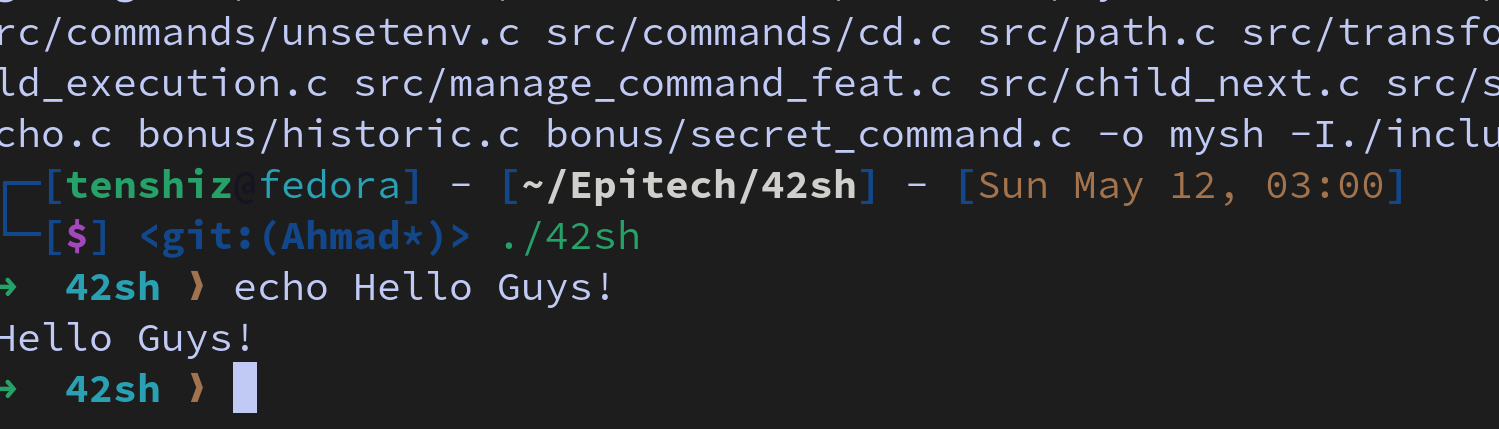 rc/commands/unsetenv.c src/commands/cd.c src/path.c src/transfo
ld_execution.c src/manage_command_feat.c src/child_next.c src/s
cho.c bonus/historic.c bonus/secret_command.c -o mysh -I./inclu
┌─[tenshiz@fedora] - [~/Epitech/42sh] - [Sun May 12, 03:00]
└─[$] <git:(Ahmad*)> ./42sh
→ 42sh ❯ echo Hello Guys!
Hello Guys!
→ 42sh ❯